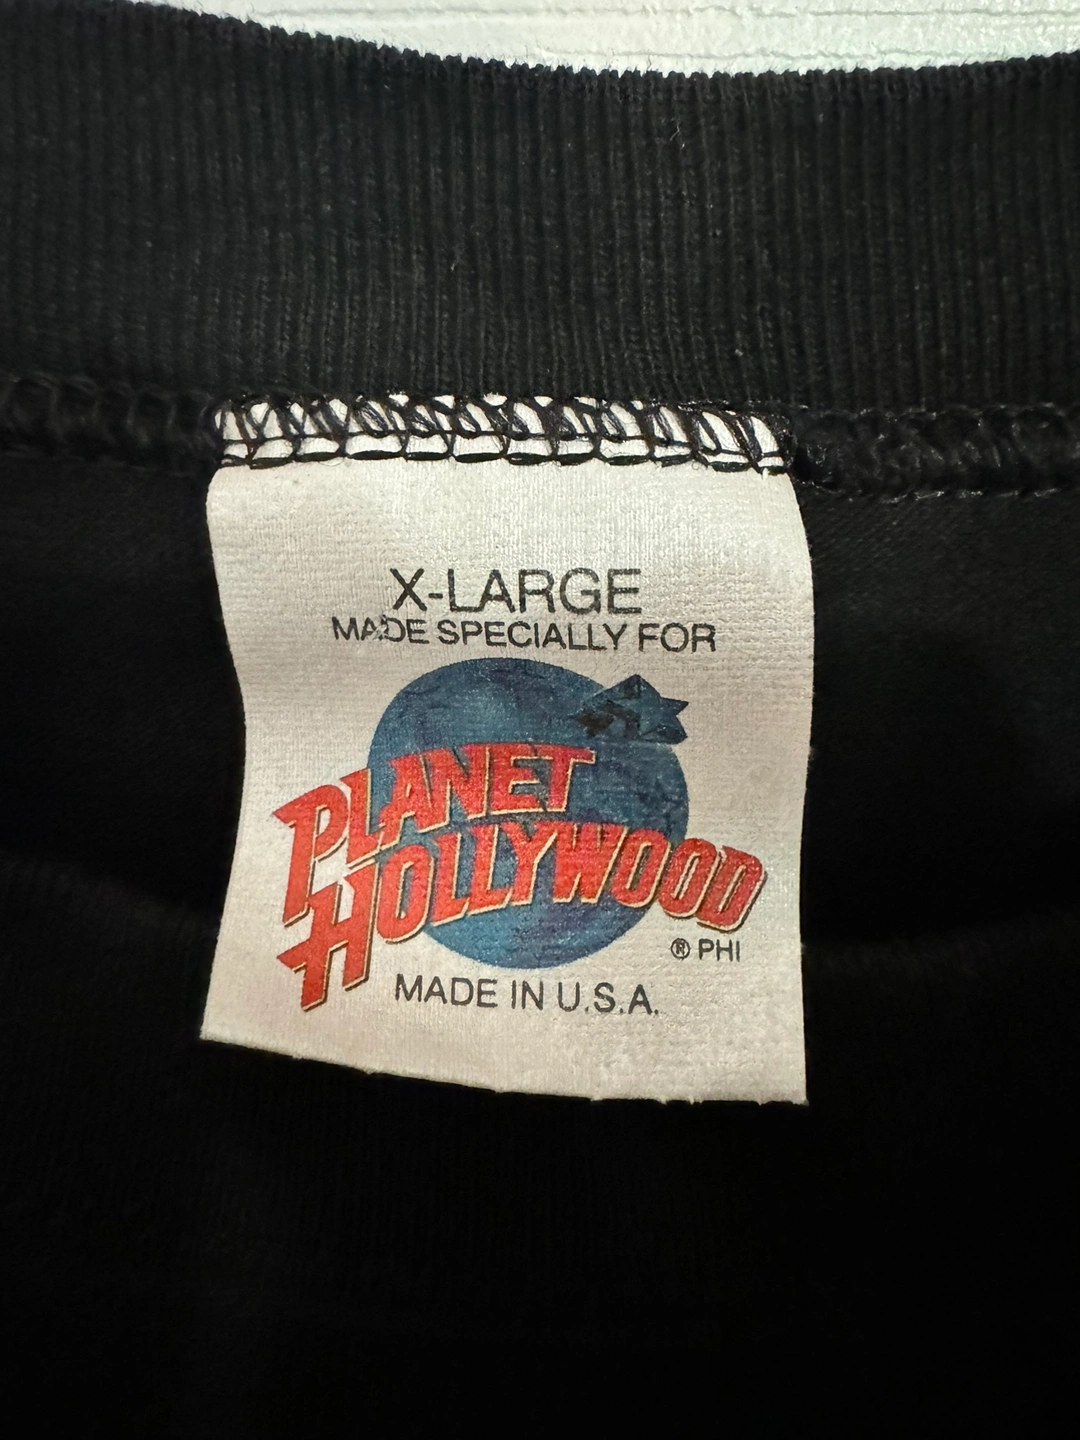 X-LARGE
MADE SPECIALLY FOR
PLANET
HOLLYWOOD
® PHI
MADE IN U.S.A.